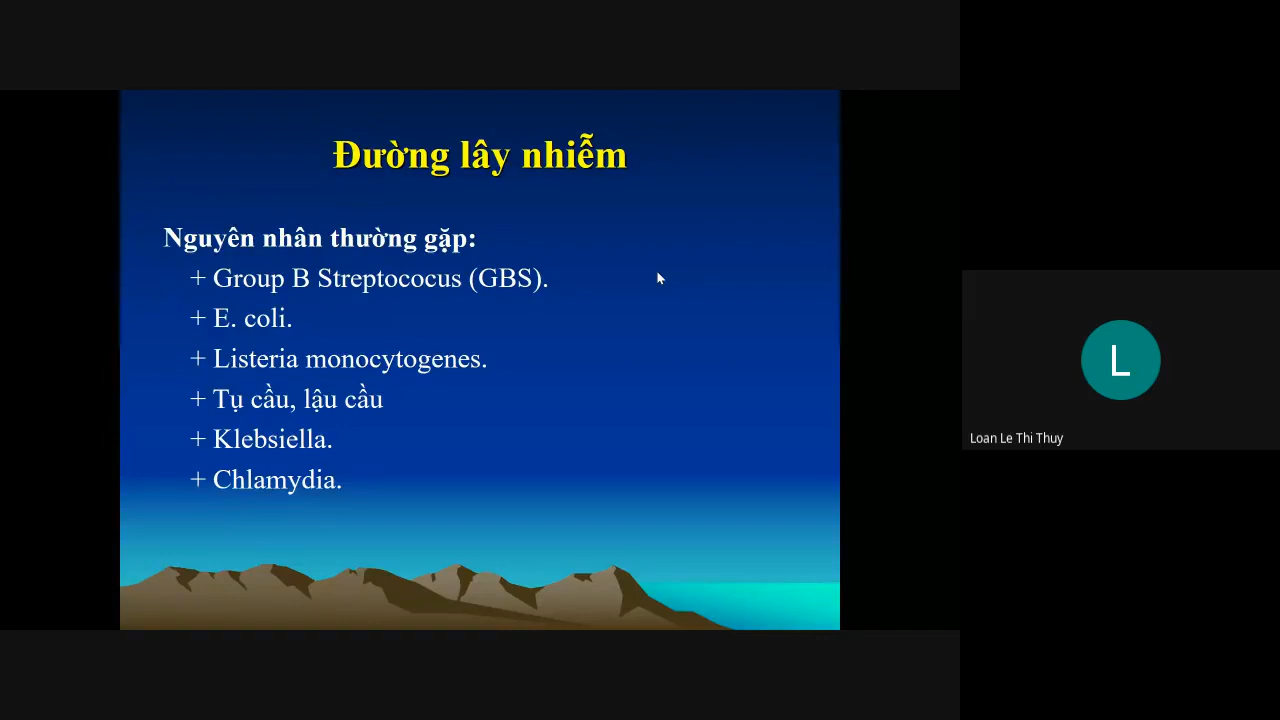 Đường lây nhiễm
Nguyên nhân thường gặp:
+ Group B Streptococus (GBS).
+ E. coli.
+ Listeria monocytogenes.
+ Tụ cầu, lậu cầu
+ Klebsiella.
+ Chlamydia.
L
Loan Le Thi Thuy